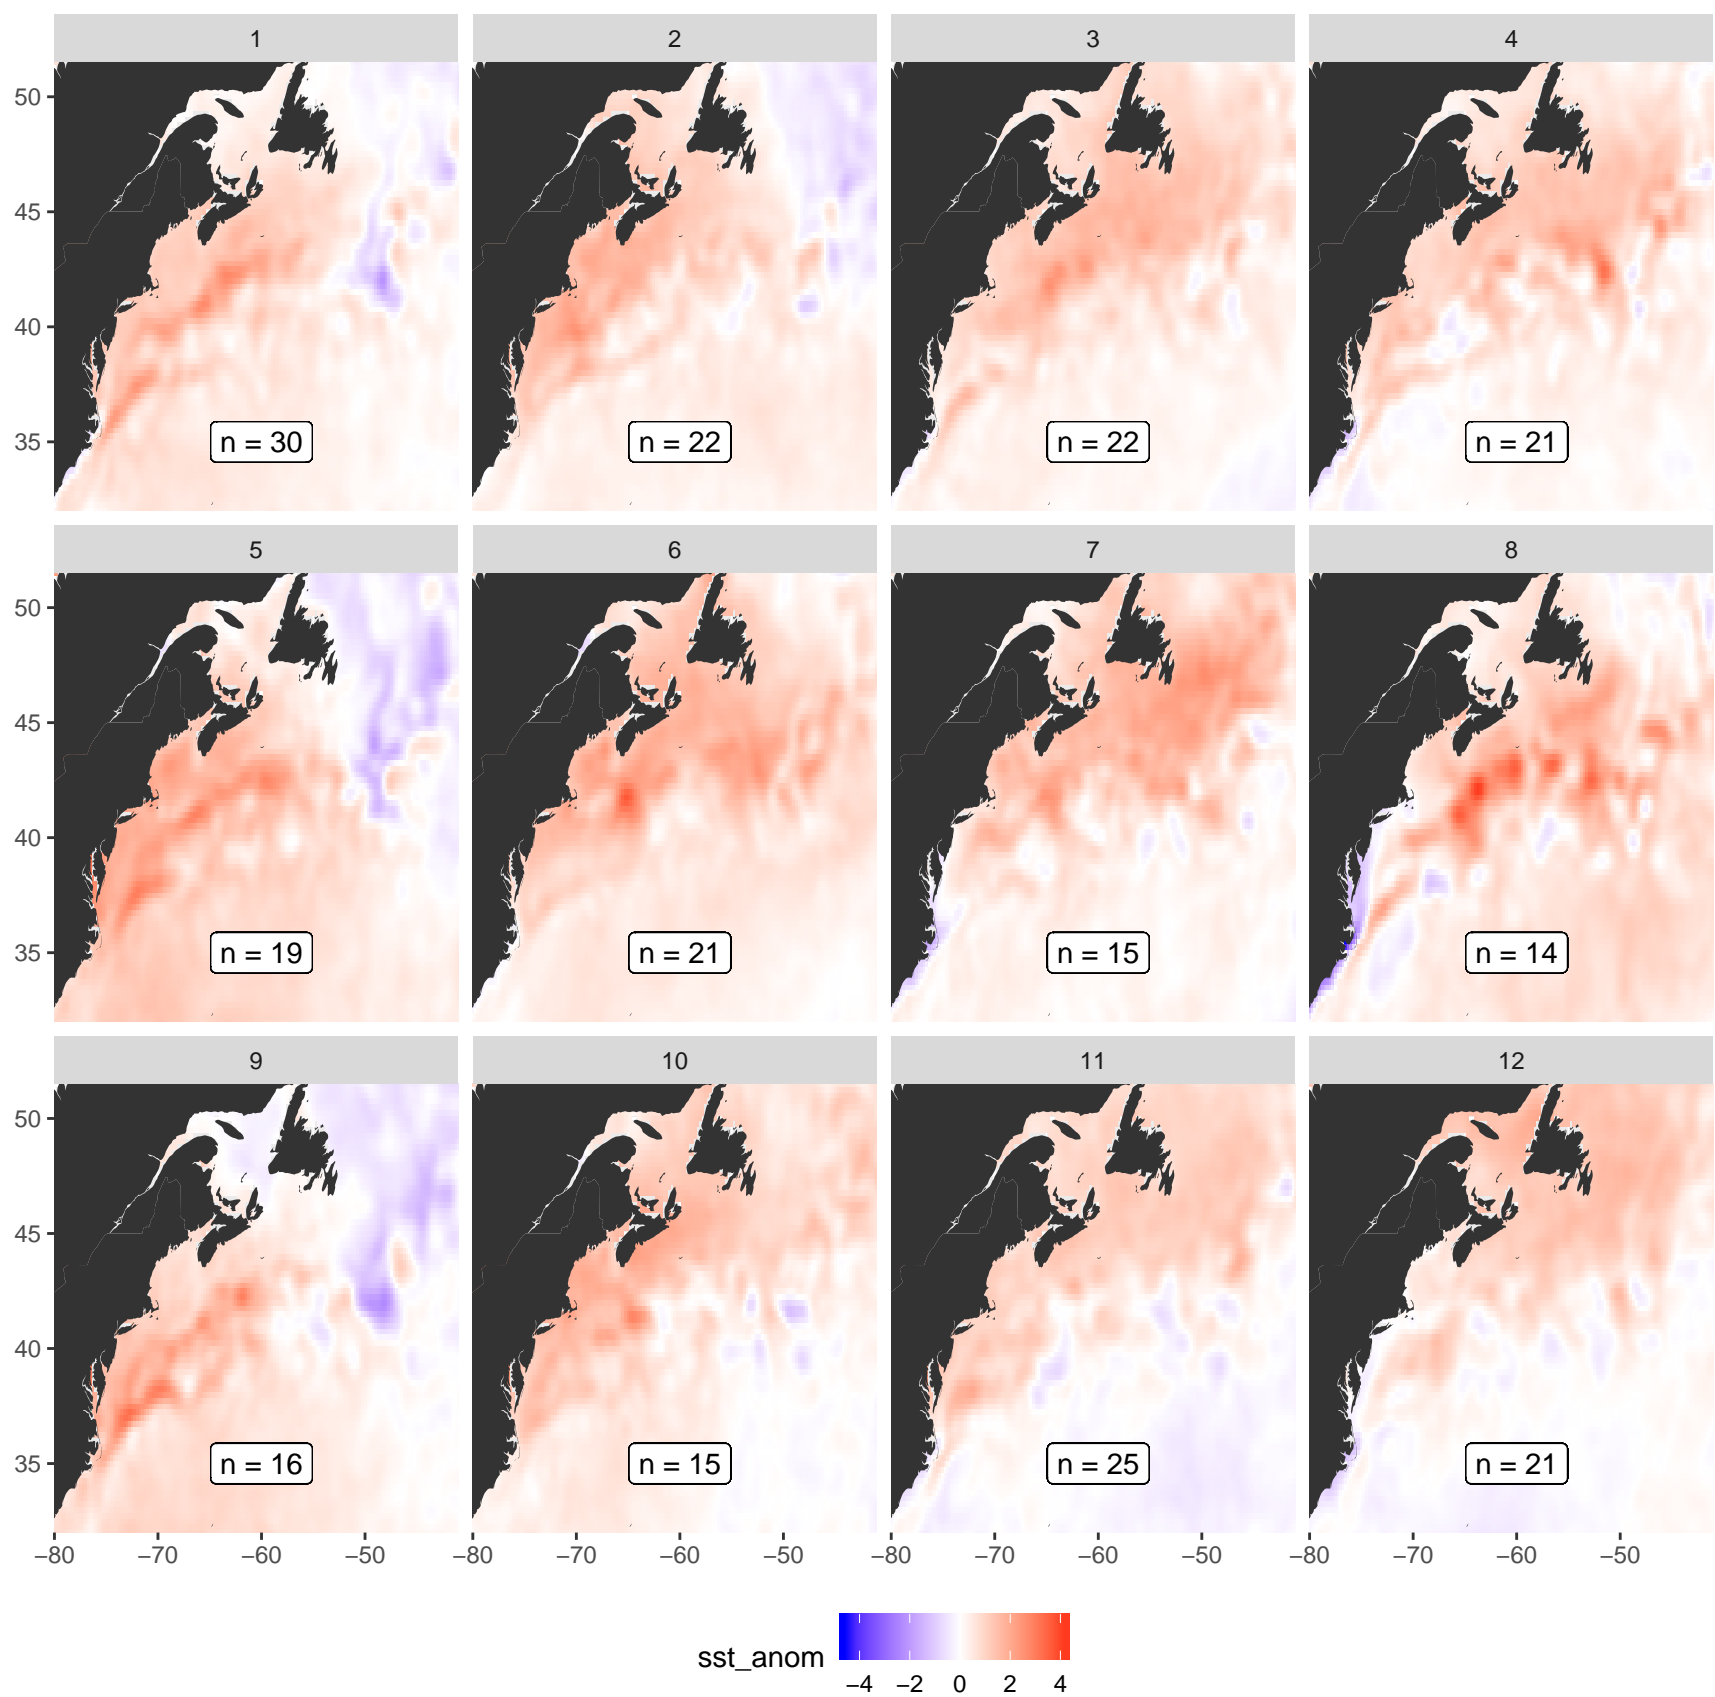 1 2 3 4
50
45
40
35
n = 30 n = 22 n = 22 n = 21
5 6 7 8
50
45
40
35
n = 19 n = 21 n = 15 n = 14
9 10 11 12
50
45
40
35
n = 16 n = 15 n = 25 n = 21
−80 −70 −60 −50 −80 −70 −60 −50 −80 −70 −60 −50 −80 −70 −60 −50
sst_anom
−4 −2 0 2 4